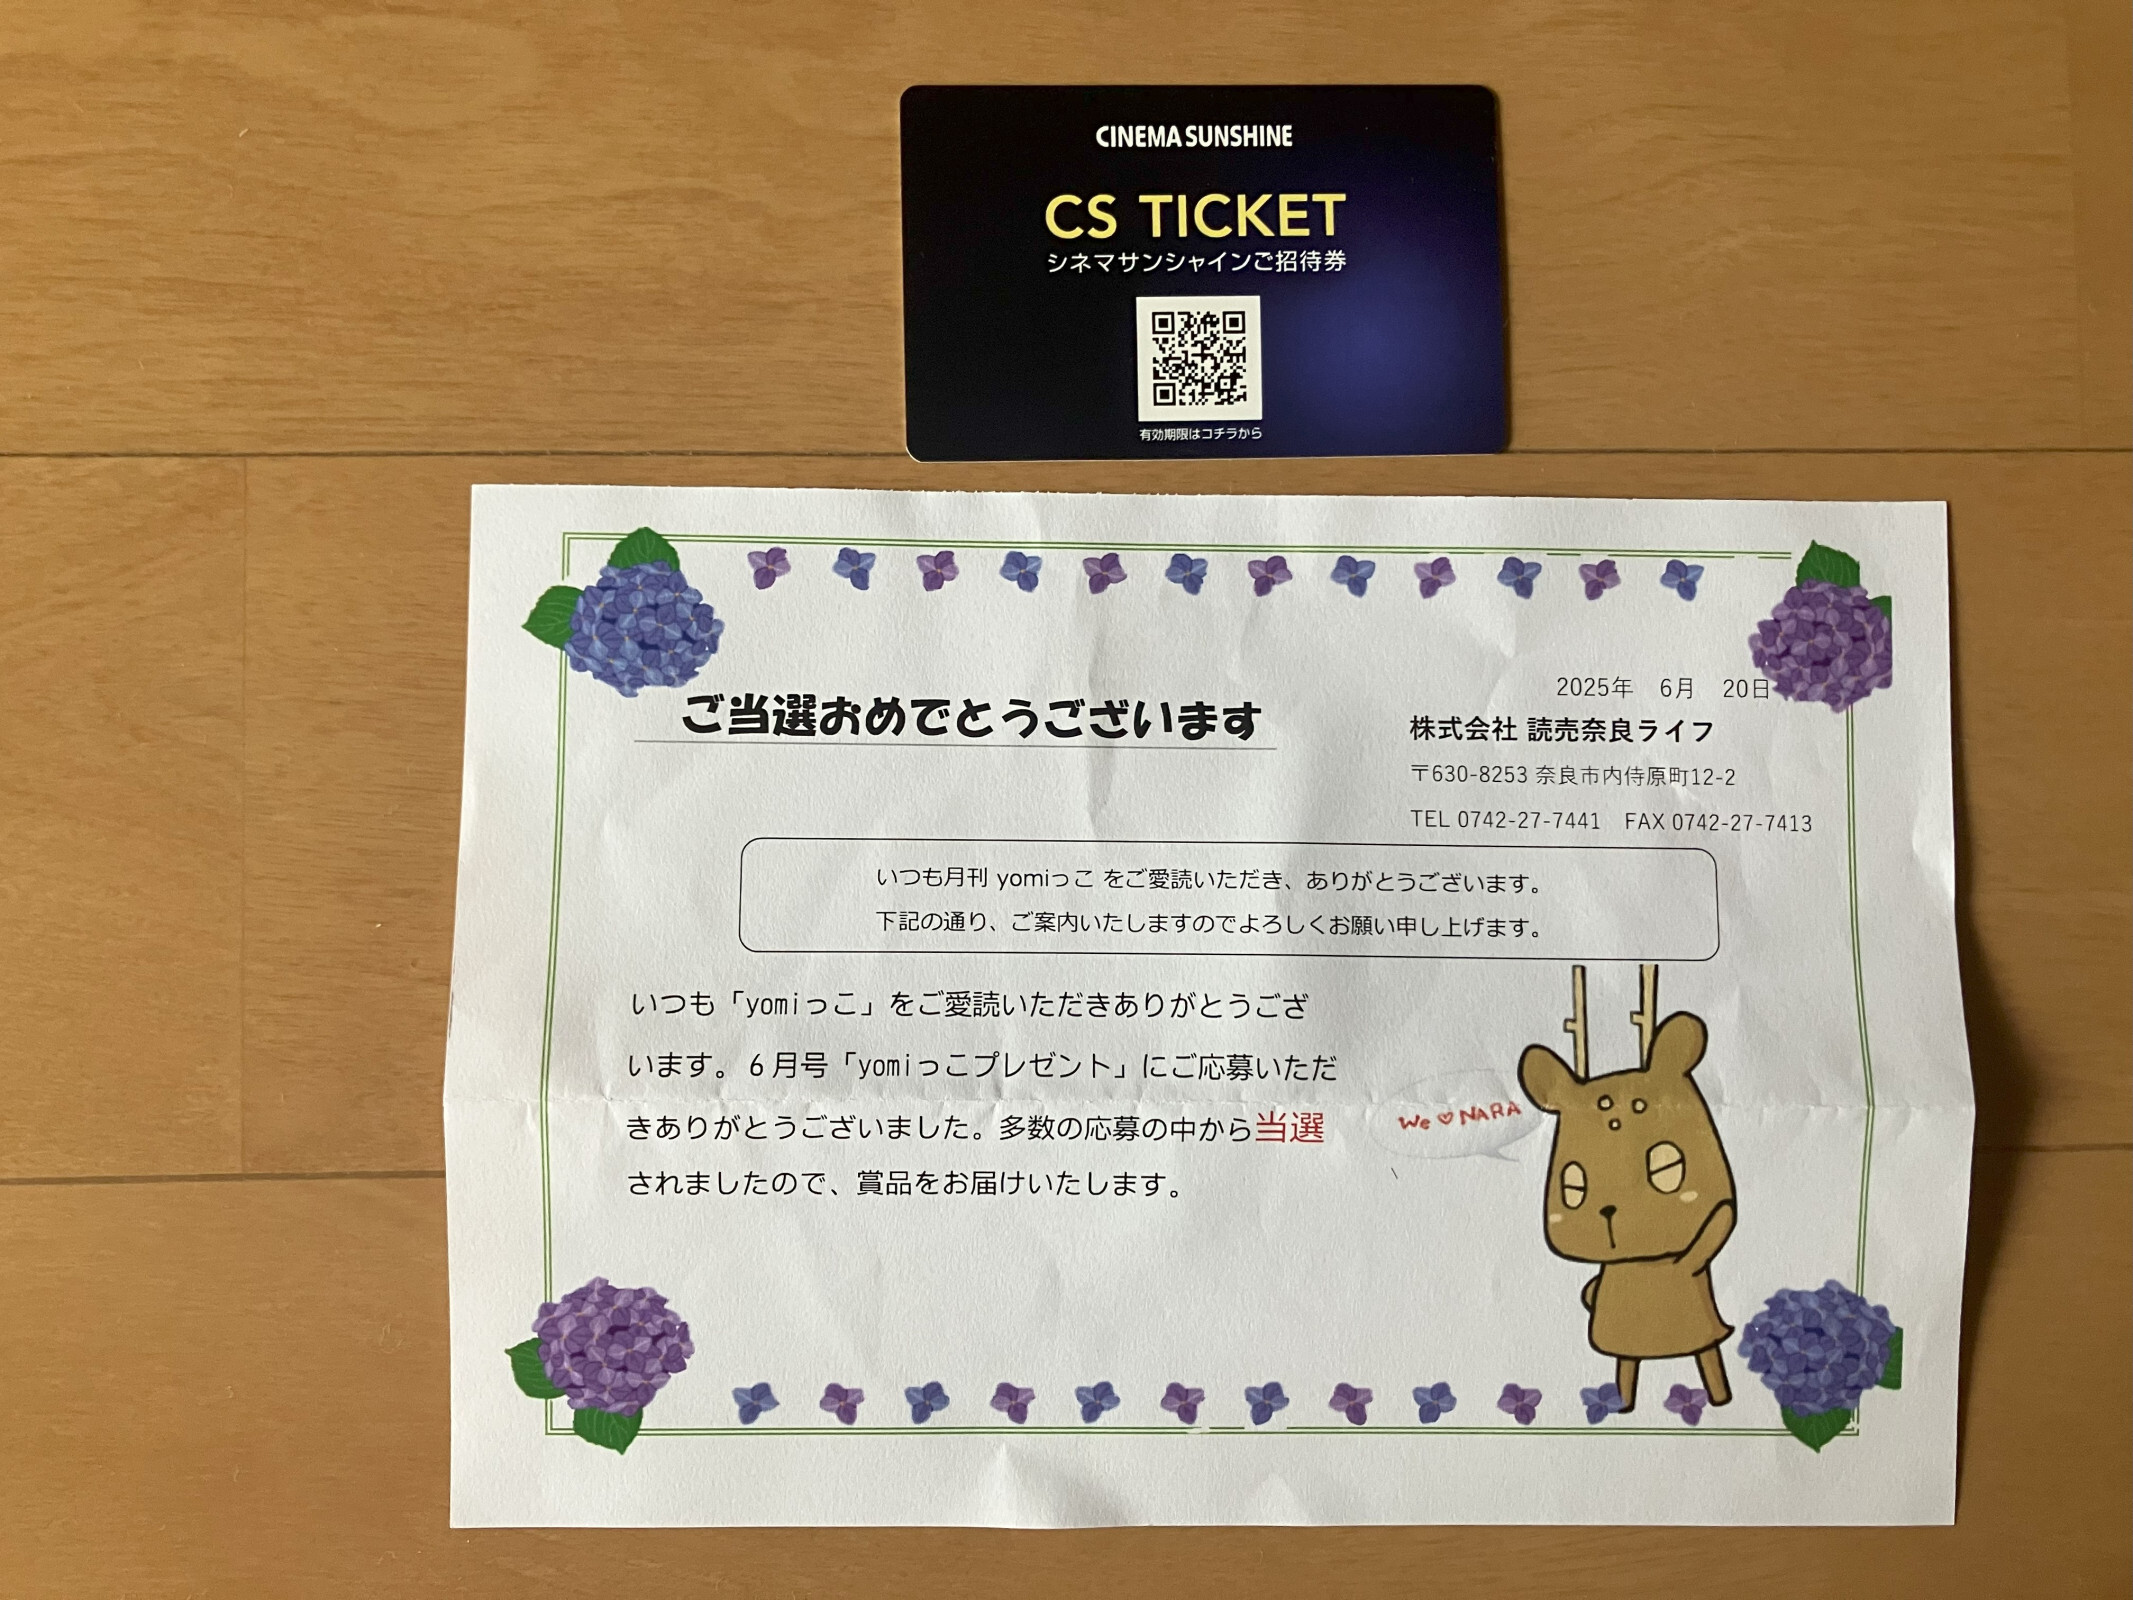 CINEMA SUNSHINE
CS TICKET
シネマサンシャインご招待券
有効期限はコチラから
2025年 6月 20日
ご当選おめでとうございます
株式会社 読売奈良ライフ
〒630-8253 奈良市内侍原町12-2
TEL 0742-27-7441 FAX 0742-27-7413
いつも月刊 yomiっこ をご愛読いただき、ありがとうございます。
下記の通り、ご案内いたしますのでよろしくお願い申し上げます。
いつも「yomiっこ」をご愛読いただきありがとうござ
います。６月号「yomiっこプレゼント」にご応募いただ
きありがとうございました。多数の応募の中から当選
されましたので、賞品をお届けいたします。
We♡NARA